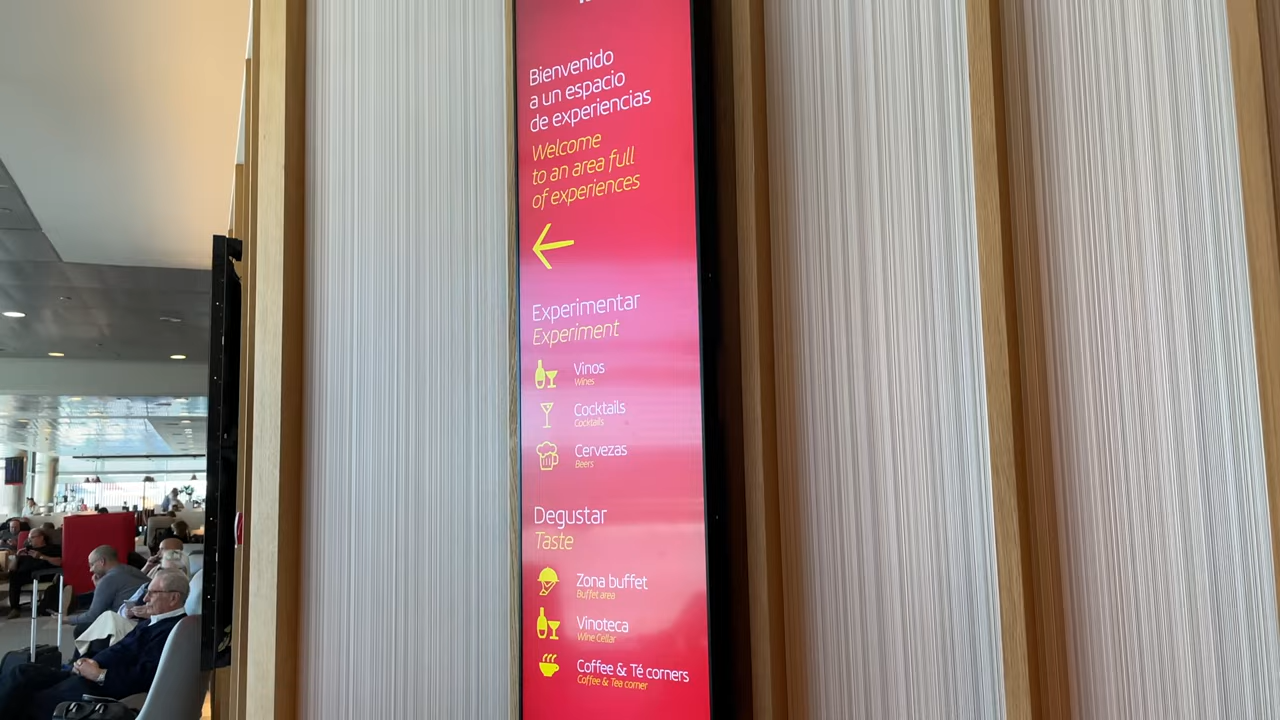 Bienvenido
a un espacio
de experiencias
Welcome
to an area full
of experiences
Experimentar
Experiment
Vinos
Wines
Cocktails
Cocktails
Cervezas
Beers
Degustar
Taste
Zona buffet
Buffet area
Vinoteca
Wine Cellar
Coffee & Té corners
Coffee & Tea corner